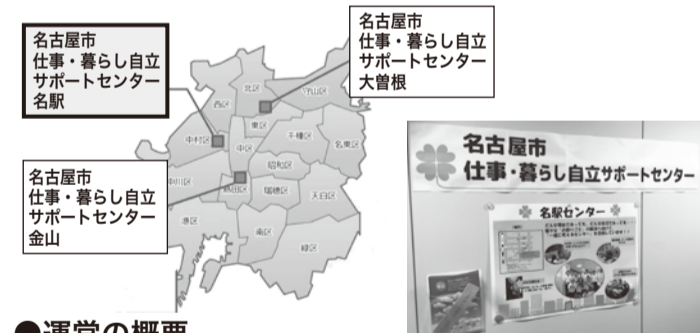 名古屋市
仕事・暮らし自立
サポートセンター
名駅
名古屋市
仕事・暮らし自立
サポートセンター
大曽根
名古屋市
仕事・暮らし自立
サポートセンター
金山
北区
守山区
西区
東区
千種区
名東区
中村区
中区
昭和区
中川区
熱田区
瑞穂区
天白区
港区
南区
緑区
名古屋市
仕事・暮らし自立サポートセンター
名駅センター
●運営の概要